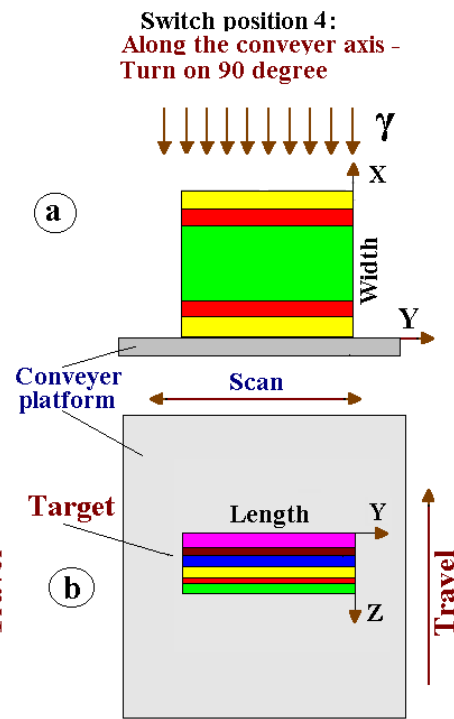 Switch position 4:
Along the conveyer axis -
Turn on 90 degree
γ
X
a
Width
Y
Conveyer
platform
Scan
Target
Length
Y
b
Z
Travel